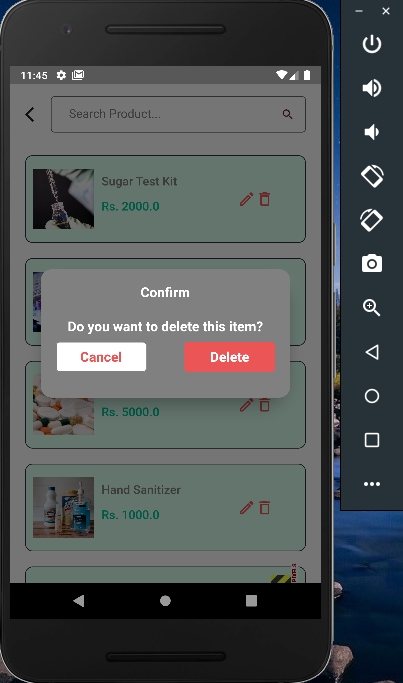 11:45
Search Product...
Sugar Test Kit
Rs. 2000.0
Confirm
Do you want to delete this item?
Cancel
Delete
Rs. 5000.0
Hand Sanitizer
Rs. 1000.0